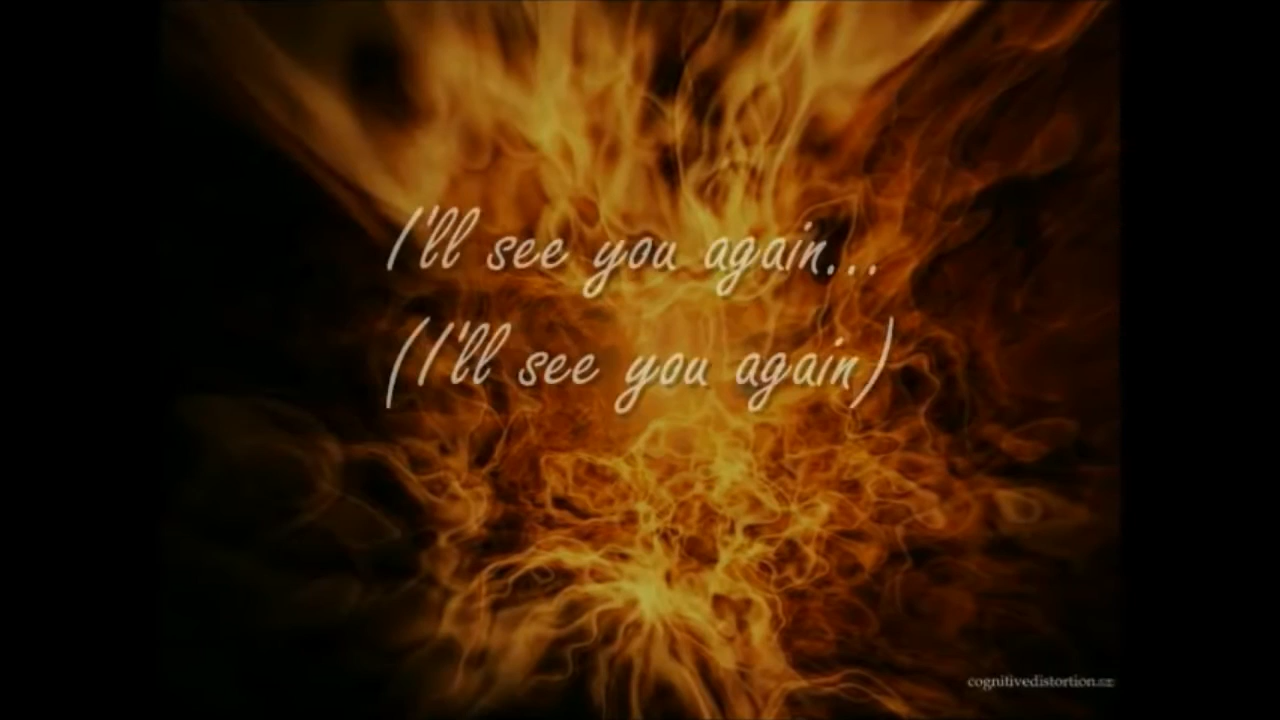 I'll see you again...
(I'll see you again)
cognitivedistortion.cz